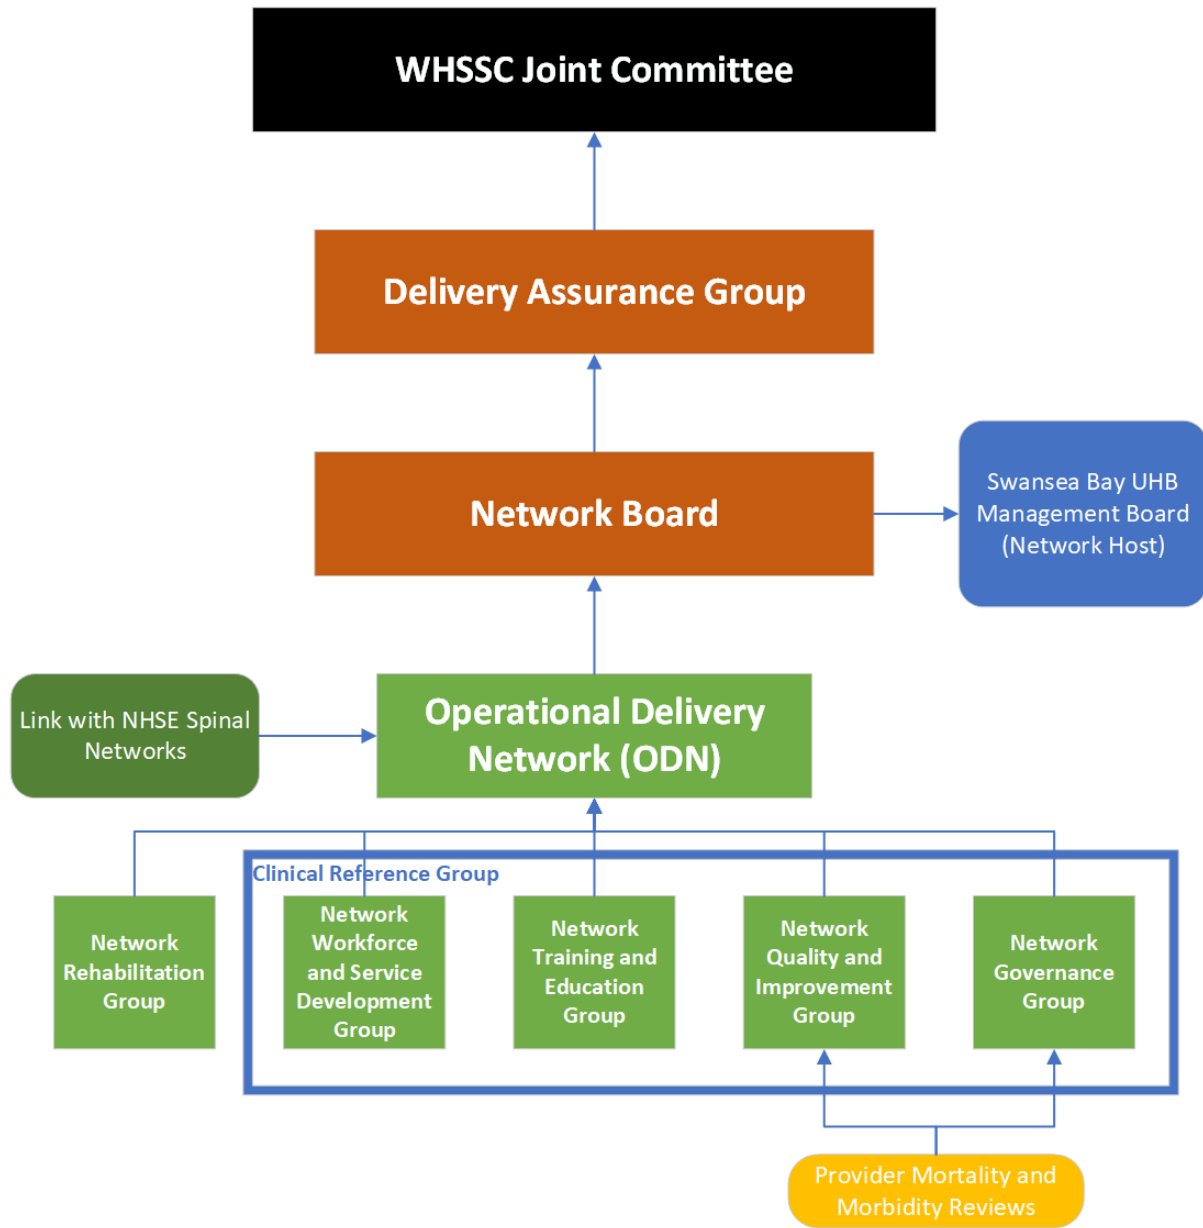 WHSSC Joint Committee
Delivery Assurance Group
Network Board
Swansea Bay UHB
Management Board
(Network Host)
Link with NHSE Spinal
Networks
Operational Delivery
Network (ODN)
Clinical Reference Group
Network
Rehabilitation
Group
Network
Workforce
and Service
Development
Group
Network
Training and
Education
Group
Network
Quality and
Improvement
Group
Network
Governance
Group
Provider Mortality and
Morbidity Reviews